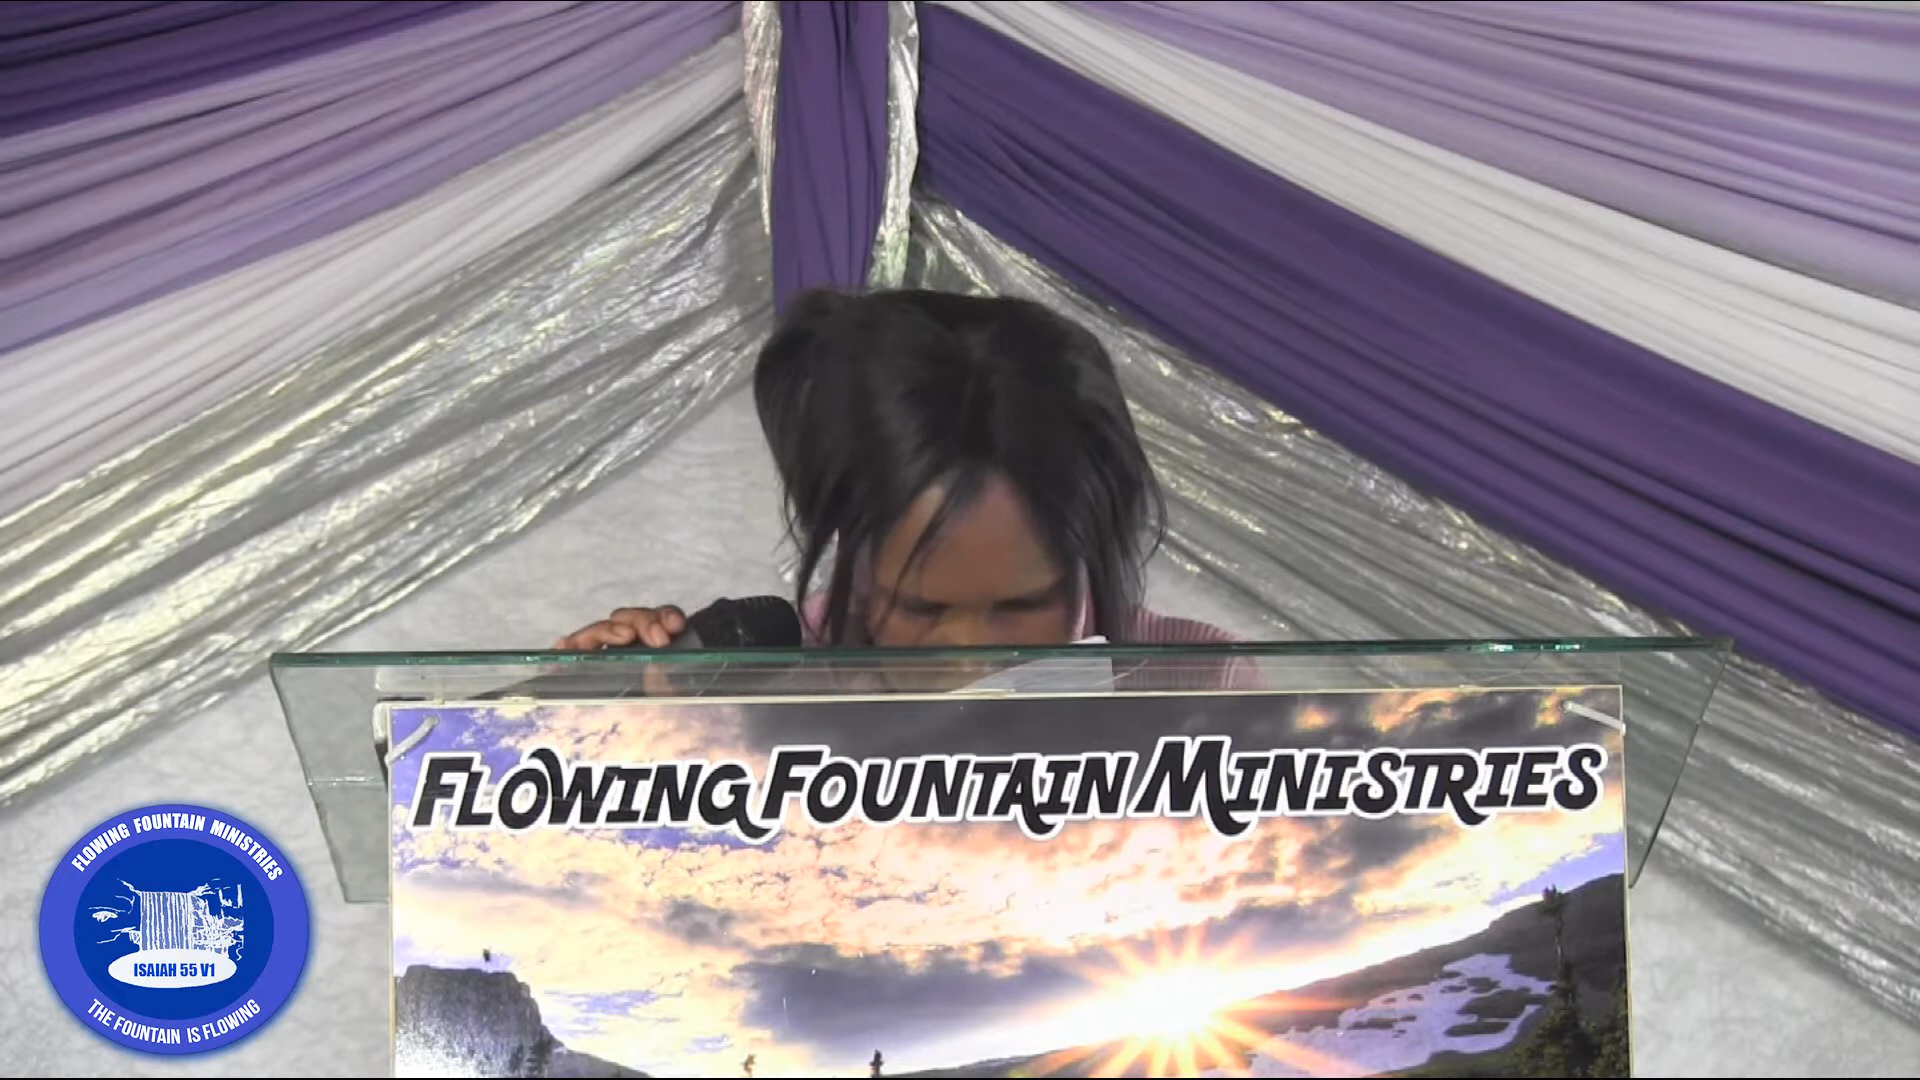 FLOWING FOUNTAIN MINISTRIES
FLOWING FOUNTAIN MINISTRIES
ISAIAH 55 V1
THE FOUNTAIN IS FLOWING